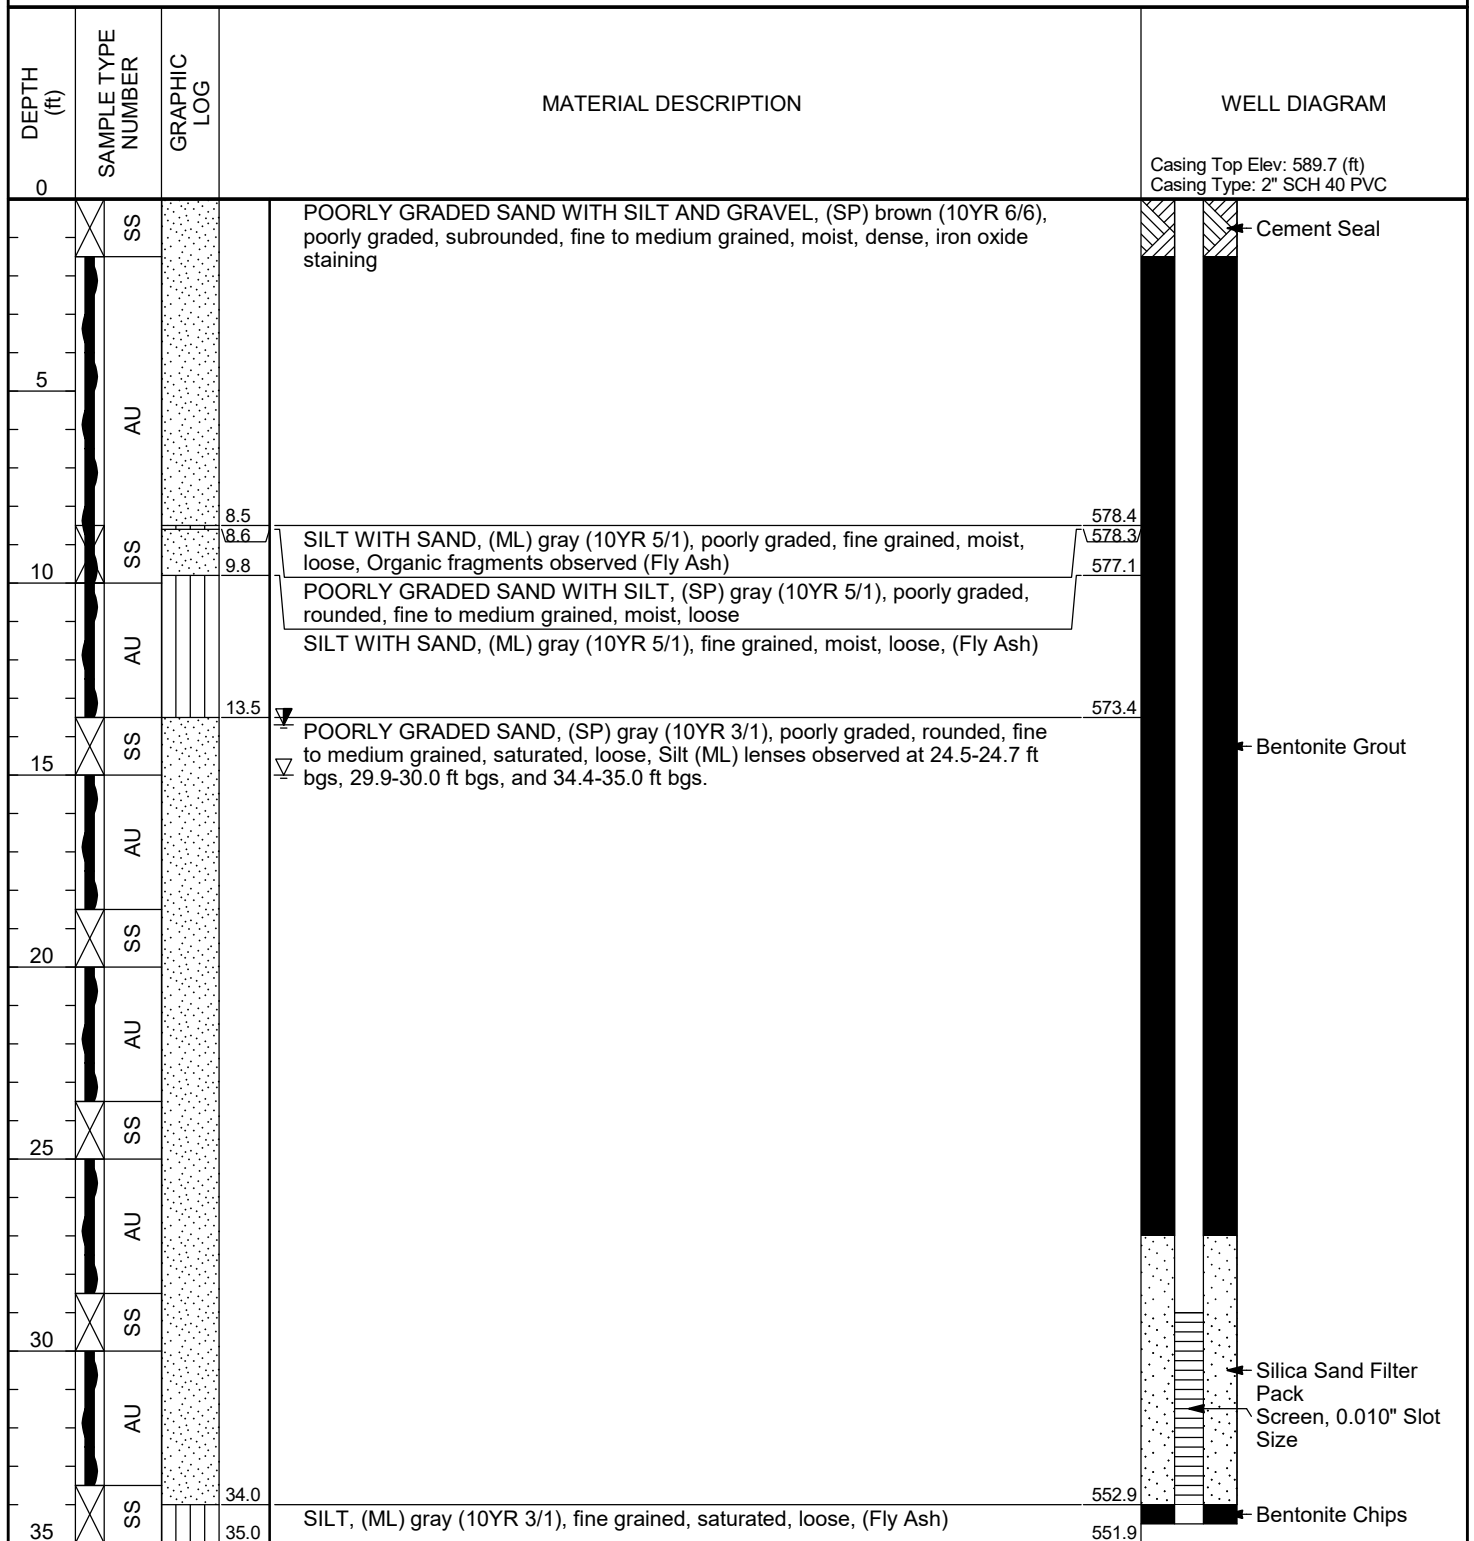 DEPTH
(ft)
SAMPLE TYPE
NUMBER
GRAPHIC
LOG
MATERIAL DESCRIPTION
WELL DIAGRAM
Casing Top Elev: 589.7 (ft)
Casing Type: 2" SCH 40 PVC
0
SS
POORLY GRADED SAND WITH SILT AND GRAVEL, (SP) brown (10YR 6/6),
poorly graded, subrounded, fine to medium grained, moist, dense, iron oxide
staining
Cement Seal
5
AU
8.5
578.4
8.6
578.3
SILT WITH SAND, (ML) gray (10YR 5/1), poorly graded, fine grained, moist,
loose, Organic fragments observed (Fly Ash)
SS
9.8
577.1
10
POORLY GRADED SAND WITH SILT, (SP) gray (10YR 5/1), poorly graded,
rounded, fine to medium grained, moist, loose
SILT WITH SAND, (ML) gray (10YR 5/1), fine grained, moist, loose, (Fly Ash)
AU
13.5
573.4
POORLY GRADED SAND, (SP) gray (10YR 3/1), poorly graded, rounded, fine
to medium grained, saturated, loose, Silt (ML) lenses observed at 24.5-24.7 ft
bgs, 29.9-30.0 ft bgs, and 34.4-35.0 ft bgs.
SS
Bentonite Grout
15
AU
SS
20
AU
SS
25
AU
SS
30
Silica Sand Filter
Pack
Screen, 0.010" Slot
Size
AU
34.0
552.9
SS
SILT, (ML) gray (10YR 3/1), fine grained, saturated, loose, (Fly Ash)
Bentonite Chips
35
35.0
551.9